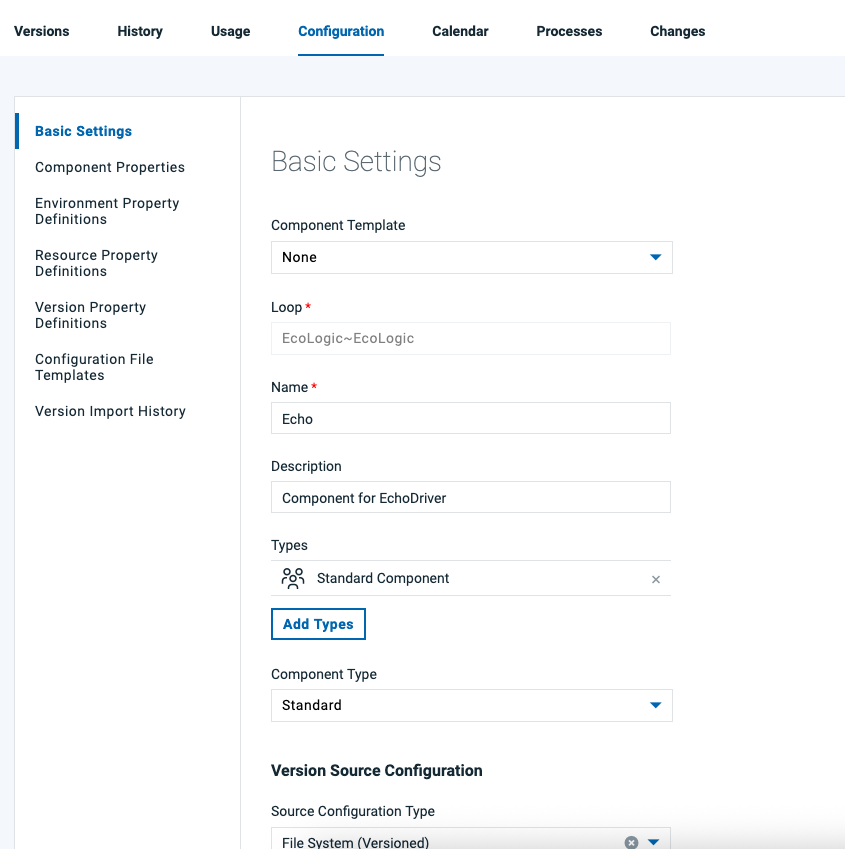 Versions History Usage Configuration Calendar Processes Changes
Basic Settings
Component Properties
Environment Property
Definitions
Resource Property
Definitions
Version Property
Definitions
Configuration File
Templates
Version Import History
Basic Settings
Component Template
None
Loop *
EcoLogic~EcoLogic
Name *
Echo
Description
Component for EchoDriver
Types
Standard Component ×
Add Types
Component Type
Standard
Version Source Configuration
Source Configuration Type
File System (Versioned)